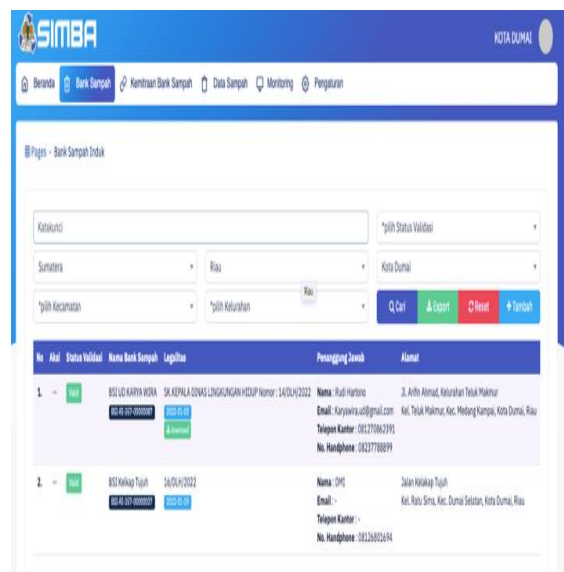 SIMBA
KOTA DUMAI
Beranda Bank Sampah Kemitraan Bank Sampah Data Sampah Monitoring Pengaturan
Pages - Bank Sampah Induk
Katakunci *pilih Status Validasi
Sumatera Riau Kota Dumai
Riau
*pilih Kecamatan *pilih Kelurahan Cari Export Reset Tambah
No Aksi Status Validasi Nama Bank Sampah Legalitas Penanggung Jawab Alamat
1. Valid BSI UD KARYA WIRA SK.KEPALA DINAS LINGKUNGAN HIDUP Nomor : 14/DLH/2022 Nama : Rudi Hartono Jl. Arifin Ahmad, Kelurahan Teluk Makmur
Email : Karyawira.ud@gmail.com Kel. Teluk Makmur, Kec. Medang Kampai, Kota Dumai, Riau
download Telepon Kantor : 081270862391
No. Handphone : 08237788899
2. Valid BSI Kelkap Tujuh 16/DLH/2022 Nama : DMI Jalan Kelakap Tujuh
Email : - Kel. Ratu Sima, Kec. Dumai Selatan, Kota Dumai, Riau
Telepon Kantor : -
No. Handphone : 08126801694